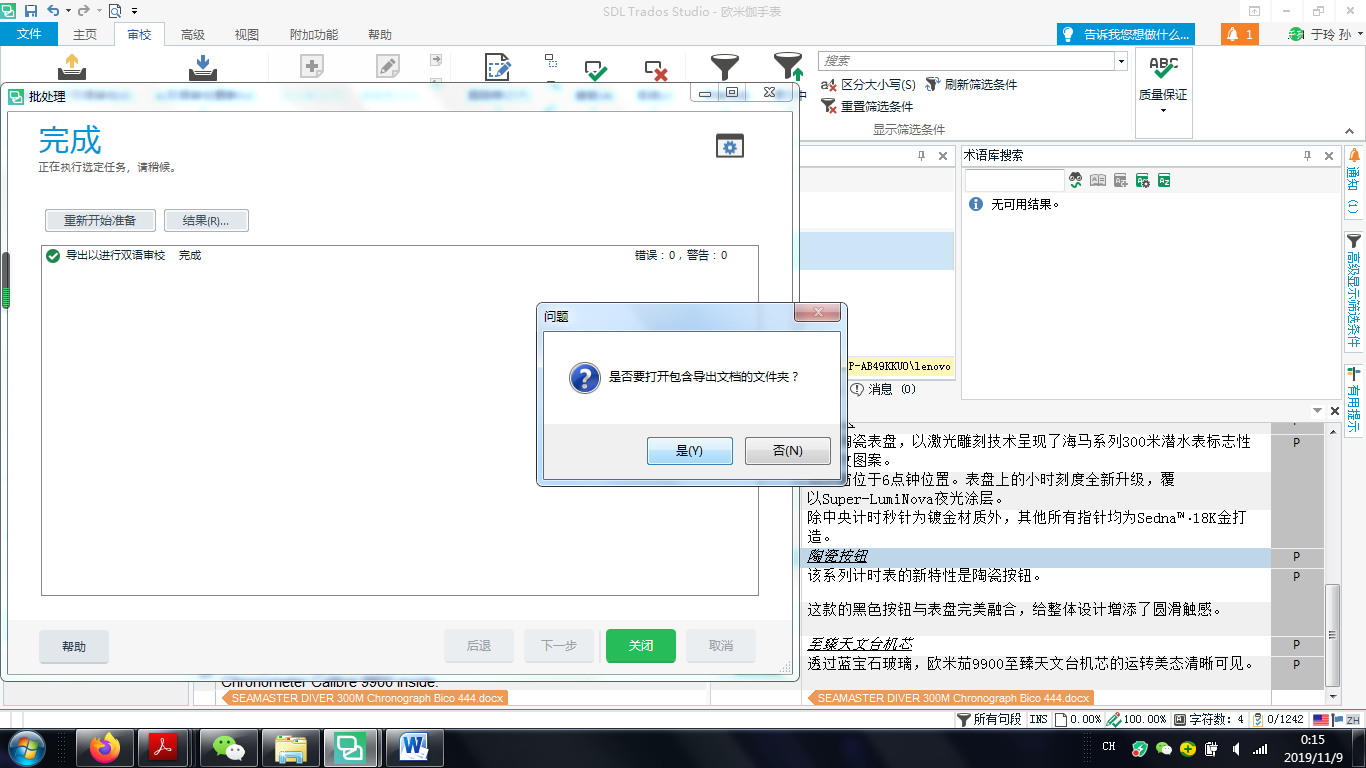 SDL Trados Studio - 欧米伽手表
文件 主页 审校 高级 视图 附加功能 帮助
告诉我您想做什么...
1
于玲 孙
搜索
区分大小写(S) 刷新筛选条件
重置筛选条件
显示筛选条件
ABC
质量保证
批处理
完成
正在执行选定任务，请稍候。
重新开始准备 结果(R)...
导出以进行双语审校 完成 错误：0，警告：0
问题
是否要打开包含导出文档的文件夹？
是(Y) 否(N)
帮助 后退 下一步 关闭 取消
术语库搜索
无可用结果。
通知 (1)
高级显示筛选条件
有用提示
P-AB49KKUO\lenovo
消息 (0)
陶瓷表盘，以激光雕刻技术呈现了海马系列300米潜水表标志性 P
图案。
位于6点钟位置。表盘上的小时刻度全新升级，覆
以Super-LumiNova夜光涂层。
除中央计时秒针为镀金材质外，其他所有指针均为Sedna™·18K金打
造。
陶瓷按钮 P
该系列计时表的新特性是陶瓷按钮。 P
这款的黑色按钮与表盘完美融合，给整体设计增添了圆滑触感。
至臻天文台机芯 P
透过蓝宝石玻璃，欧米茄9900至臻天文台机芯的运转美态清晰可见。 P
Chronometer Calibre 9900 inside.
SEAMASTER DIVER 300M Chronograph Bico 444.docx SEAMASTER DIVER 300M Chronograph Bico 444.docx
所有句段 INS 0.00% 100.00% 字符数: 4 0/1242 ZH
CH
0:15
2019/11/9